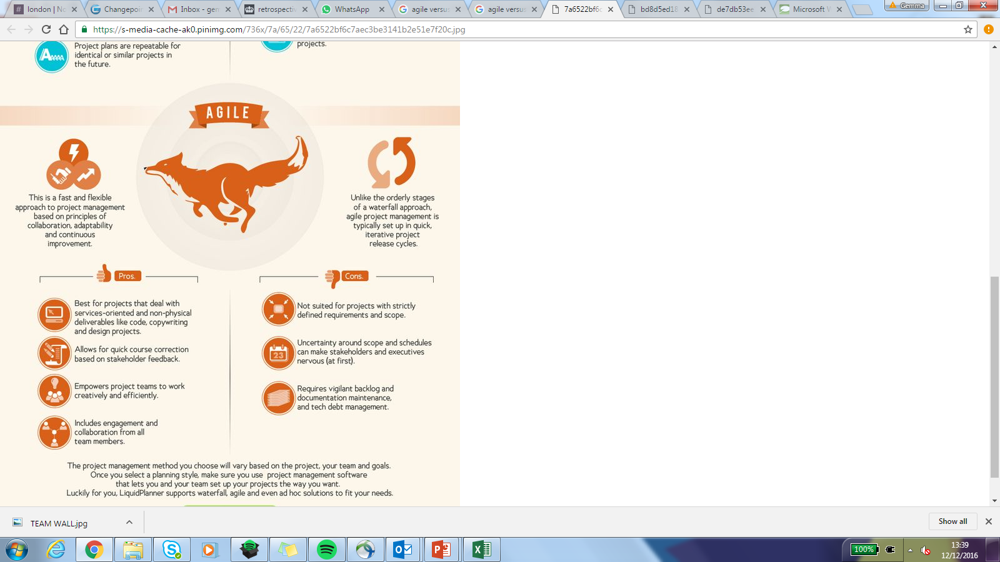 london | No
Changepoin
Inbox - gem
retrospectiv
WhatsApp
agile versus
agile versus
7a6522bf6c
bd8d5ed18
de7db53ee
Microsoft W
Gemma
https://s-media-cache-ak0.pinimg.com/736x/7a/65/22/7a6522bf6c7aec3be3141b2e51e7f20c.jpg
Project plans are repeatable for
identical or similar projects in
the future.
projects.
AAAAA
AGILE
This is a fast and flexible
approach to project management
based on principles of
collaboration, adaptability
and continuous
improvement.
Unlike the orderly stages
of a waterfall approach,
agile project management is
typically set up in quick,
iterative project
release cycles.
Pros.
Best for projects that deal with
services-oriented and non-physical
deliverables like code, copywriting
and design projects.
Allows for quick course correction
based on stakeholder feedback.
Empowers project teams to work
creatively and efficiently.
Includes engagement and
collaboration from all
team members.
Cons.
Not suited for projects with strictly
defined requirements and scope.
23
Uncertainty around scope and schedules
can make stakeholders and executives
nervous (at first).
Requires vigilant backlog and
documentation maintenance,
and tech debt management.
The project management method you choose will vary based on the project, your team and goals.
Once you select a planning style, make sure you use project management software
that lets you and your team set up your projects the way you want.
Luckily for you, LiquidPlanner supports waterfall, agile and even ad hoc solutions to fit your needs.
TEAM WALL.jpg
Show all
100%
13:39
12/12/2016